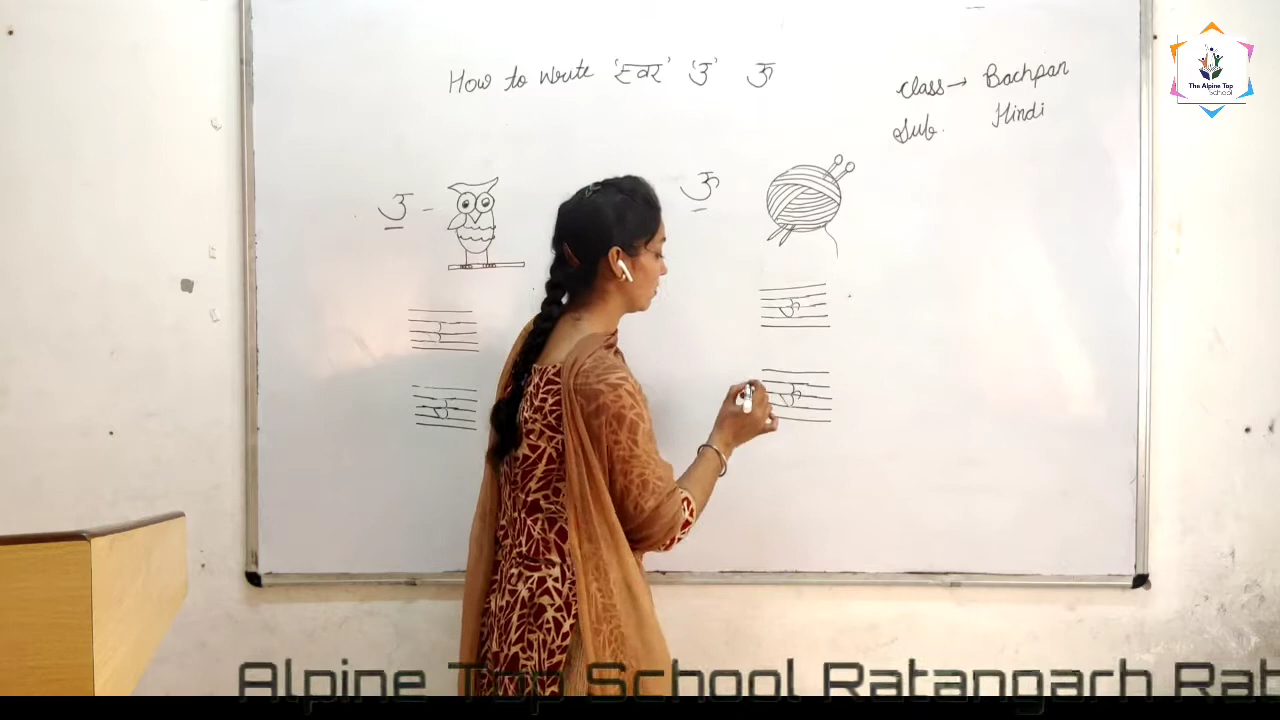 How to write 'स्वर' 'उ' ऊ
class → Bachpan
Sub. Hindi
The Alpine Top
School
उ -
ऊ
ऊ
ऊ
Alpine Top School Ratangarh Rat